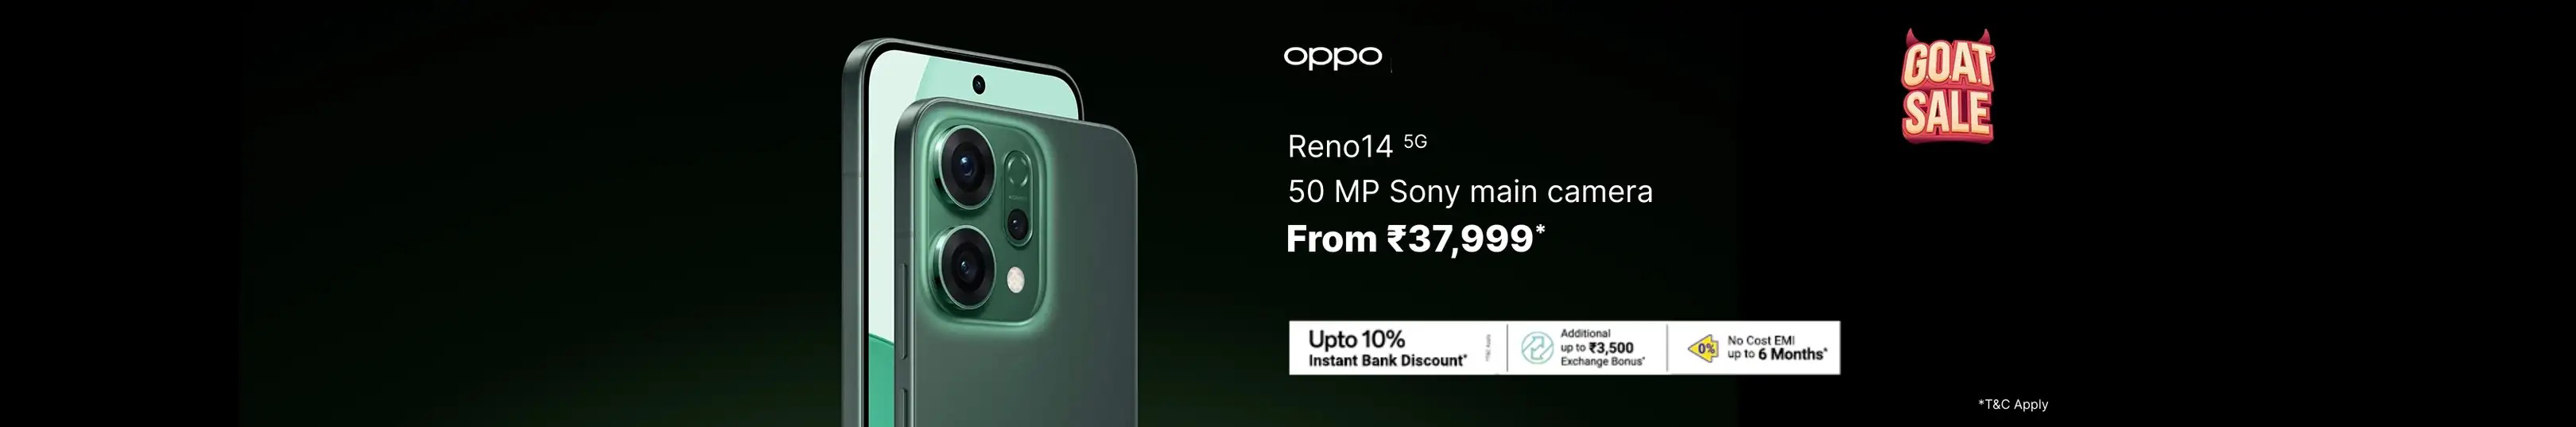 oppo
GOAT
SALE
Reno14 5G
50 MP Sony main camera
From ₹37,999*
Upto 10%
Instant Bank Discount*
Additional
up to ₹3,500
Exchange Bonus*
0%
No Cost EMI
up to 6 Months*
*T&C Apply